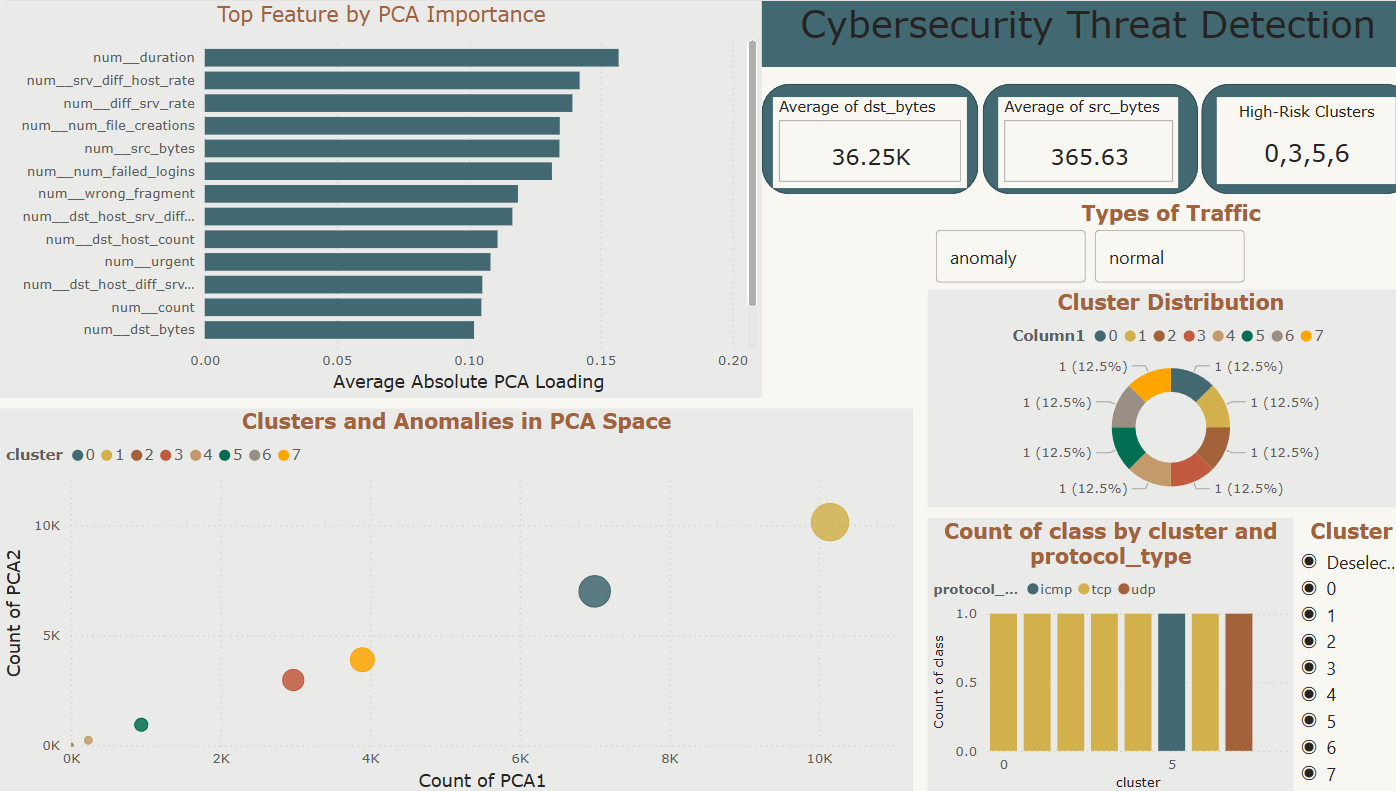 Top Feature by PCA Importance
num__duration
num__srv_diff_host_rate
num__diff_srv_rate
num__num_file_creations
num__src_bytes
num__num_failed_logins
num__wrong_fragment
num__dst_host_srv_diff...
num__dst_host_count
num__urgent
num__dst_host_diff_srv...
num__count
num__dst_bytes
0.00 0.05 0.10 0.15 0.20
Average Absolute PCA Loading
Cybersecurity Threat Detection
Average of dst_bytes
36.25K
Average of src_bytes
365.63
High-Risk Clusters
0,3,5,6
Types of Traffic
anomaly normal
Cluster Distribution
Column1 0 1 2 3 4 5 6 7
1 (12.5%) 1 (12.5%)
1 (12.5%) 1 (12.5%)
1 (12.5%) 1 (12.5%)
1 (12.5%) 1 (12.5%)
Clusters and Anomalies in PCA Space
cluster 0 1 2 3 4 5 6 7
Count of PCA2
10K
5K
0K
0K 2K 4K 6K 8K 10K
Count of PCA1
Count of class by cluster and
protocol_type
protocol_... icmp tcp udp
Count of class
1.0
0.5
0.0
0 5
cluster
Cluster
Deselec...
0
1
2
3
4
5
6
7